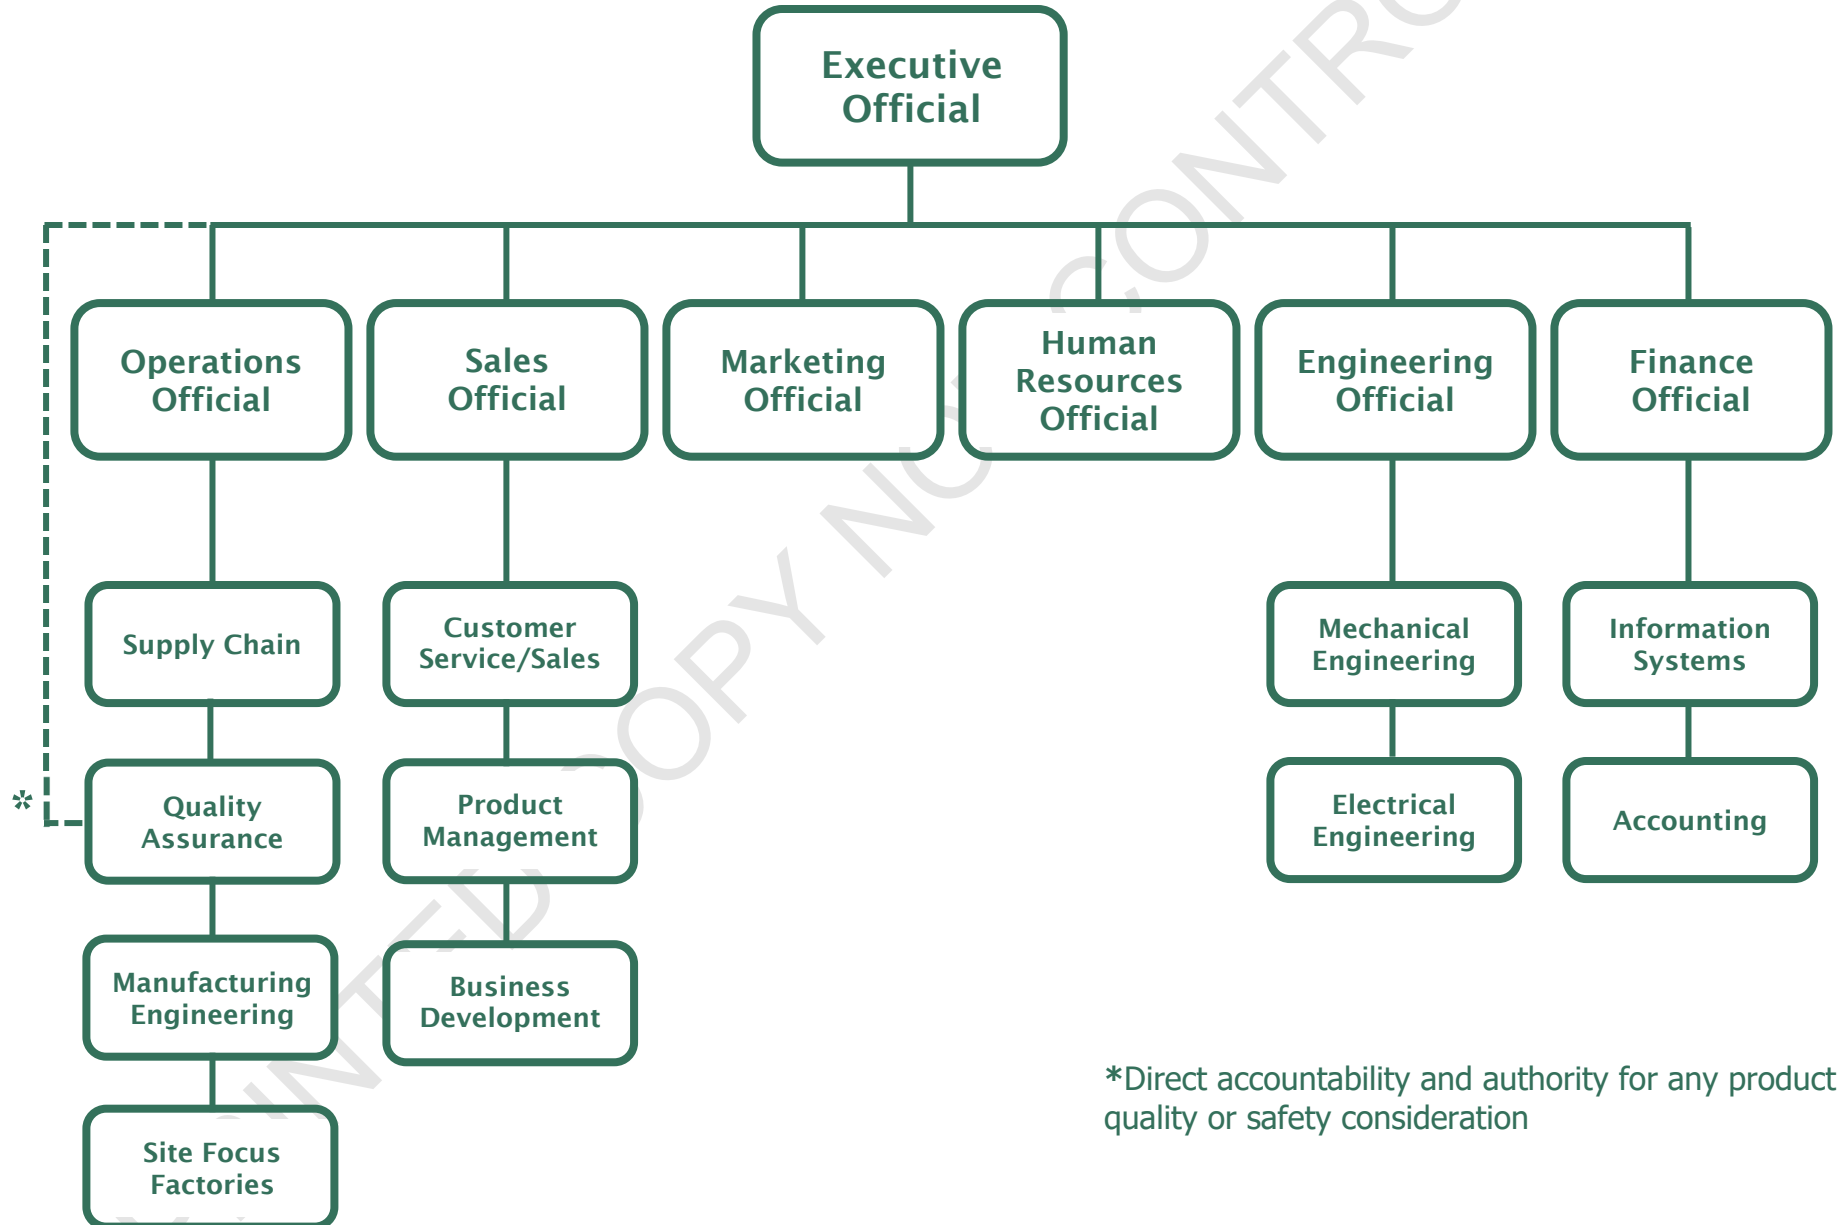 Executive
Official
Operations
Official
Sales
Official
Marketing
Official
Human
Resources
Official
Engineering
Official
Finance
Official
Supply Chain
Customer
Service/Sales
Mechanical
Engineering
Information
Systems
*
Quality
Assurance
Product
Management
Electrical
Engineering
Accounting
Manufacturing
Engineering
Business
Development
Site Focus
Factories
*Direct accountability and authority for any product
quality or safety consideration
COPY